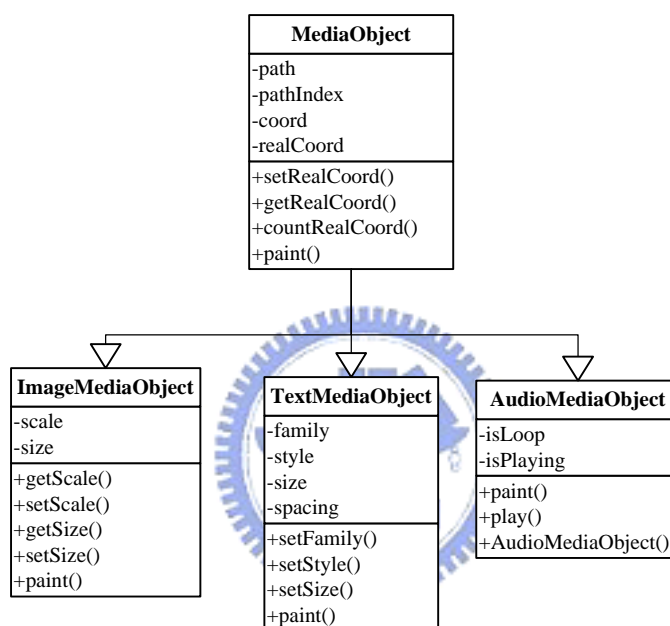 MediaObject
-path
-pathIndex
-coord
-realCoord
+setRealCoord()
+getRealCoord()
+countRealCoord()
+paint()
ImageMediaObject
-scale
-size
+getScale()
+setScale()
+getSize()
+setSize()
+paint()
TextMediaObject
-family
-style
-size
-spacing
+setFamily()
+setStyle()
+setSize()
+paint()
AudioMediaObject
-isLoop
-isPlaying
+paint()
+play()
+AudioMediaObject()